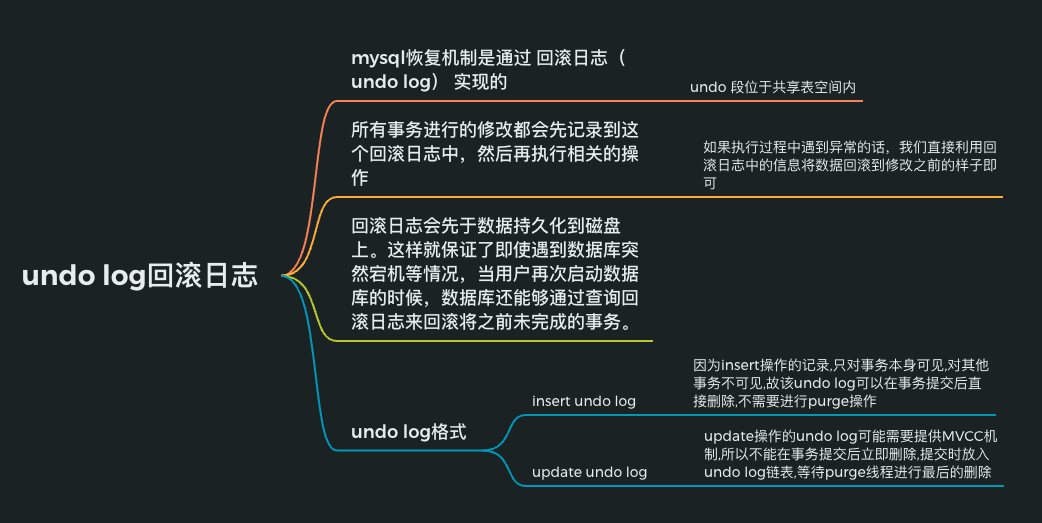 undo log回滚日志
mysql恢复机制是通过 回滚日志（
undo log） 实现的
undo 段位于共享表空间内
所有事务进行的修改都会先记录到这
个回滚日志中，然后再执行相关的操
作
如果执行过程中遇到异常的话，我们直接利用回
滚日志中的信息将数据回滚到修改之前的样子即
可
回滚日志会先于数据持久化到磁盘
上。这样就保证了即使遇到数据库突
然宕机等情况，当用户再次启动数据
库的时候，数据库还能够通过查询回
滚日志来回滚将之前未完成的事务。
undo log格式
insert undo log
因为insert操作的记录,只对事务本身可见,对其他
事务不可见,故该undo log可以在事务提交后直
接删除,不需要进行purge操作
update undo log
update操作的undo log可能需要提供MVCC机
制,所以不能在事务提交后立即删除,提交时放入
undo log链表,等待purge线程进行最后的删除